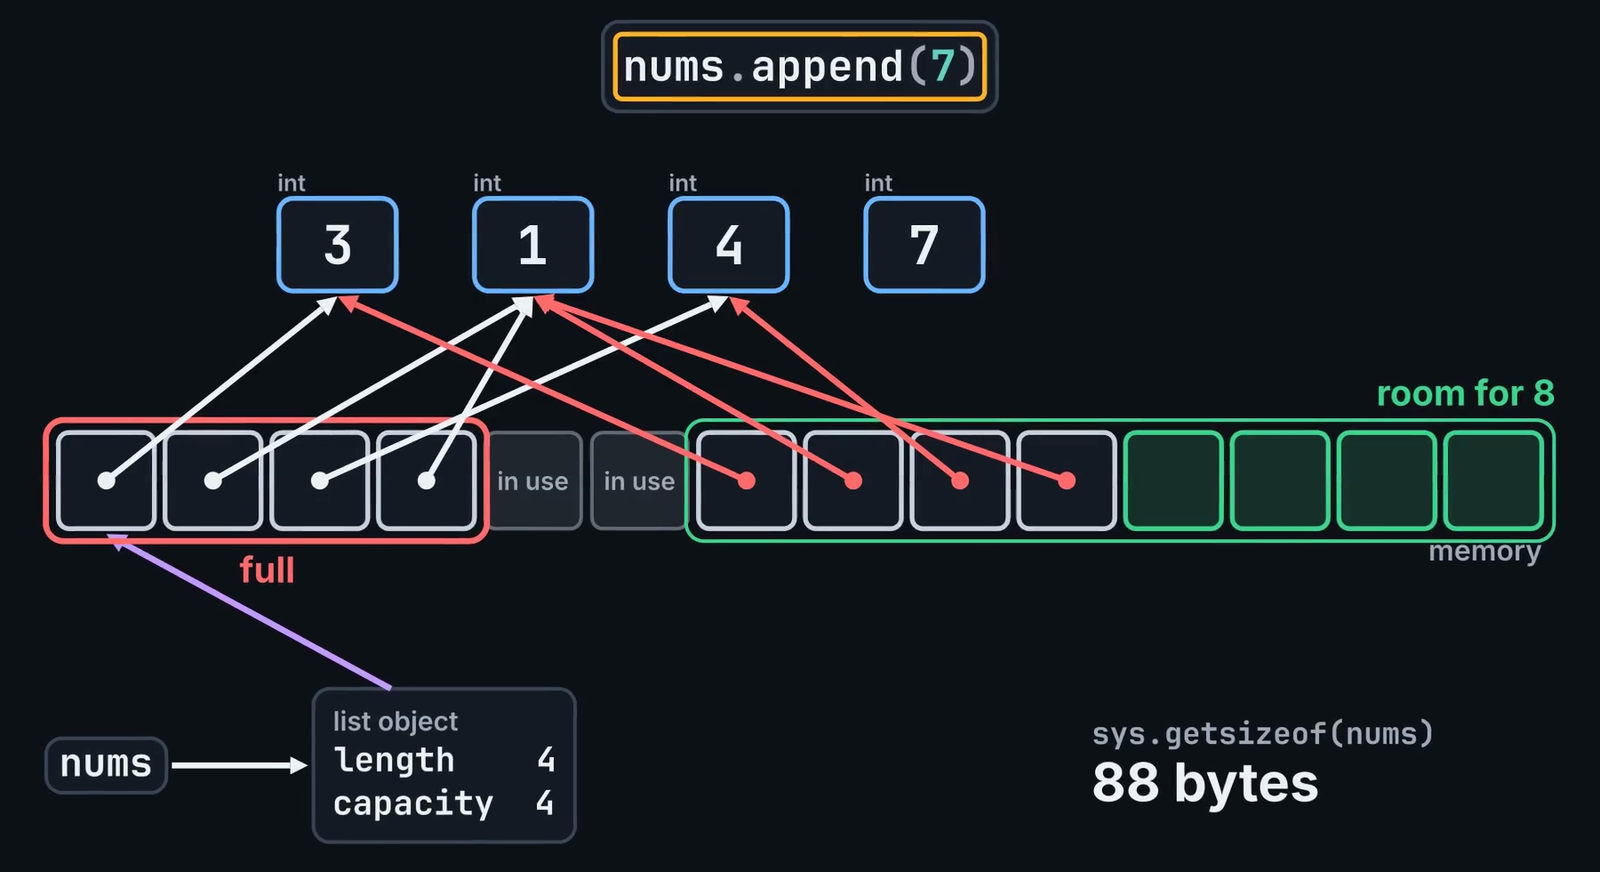 nums.append(7)
int int int int
3 1 4 7
room for 8
in use in use
memory
full
list object
length 4
capacity 4
nums
sys.getsizeof(nums)
88 bytes